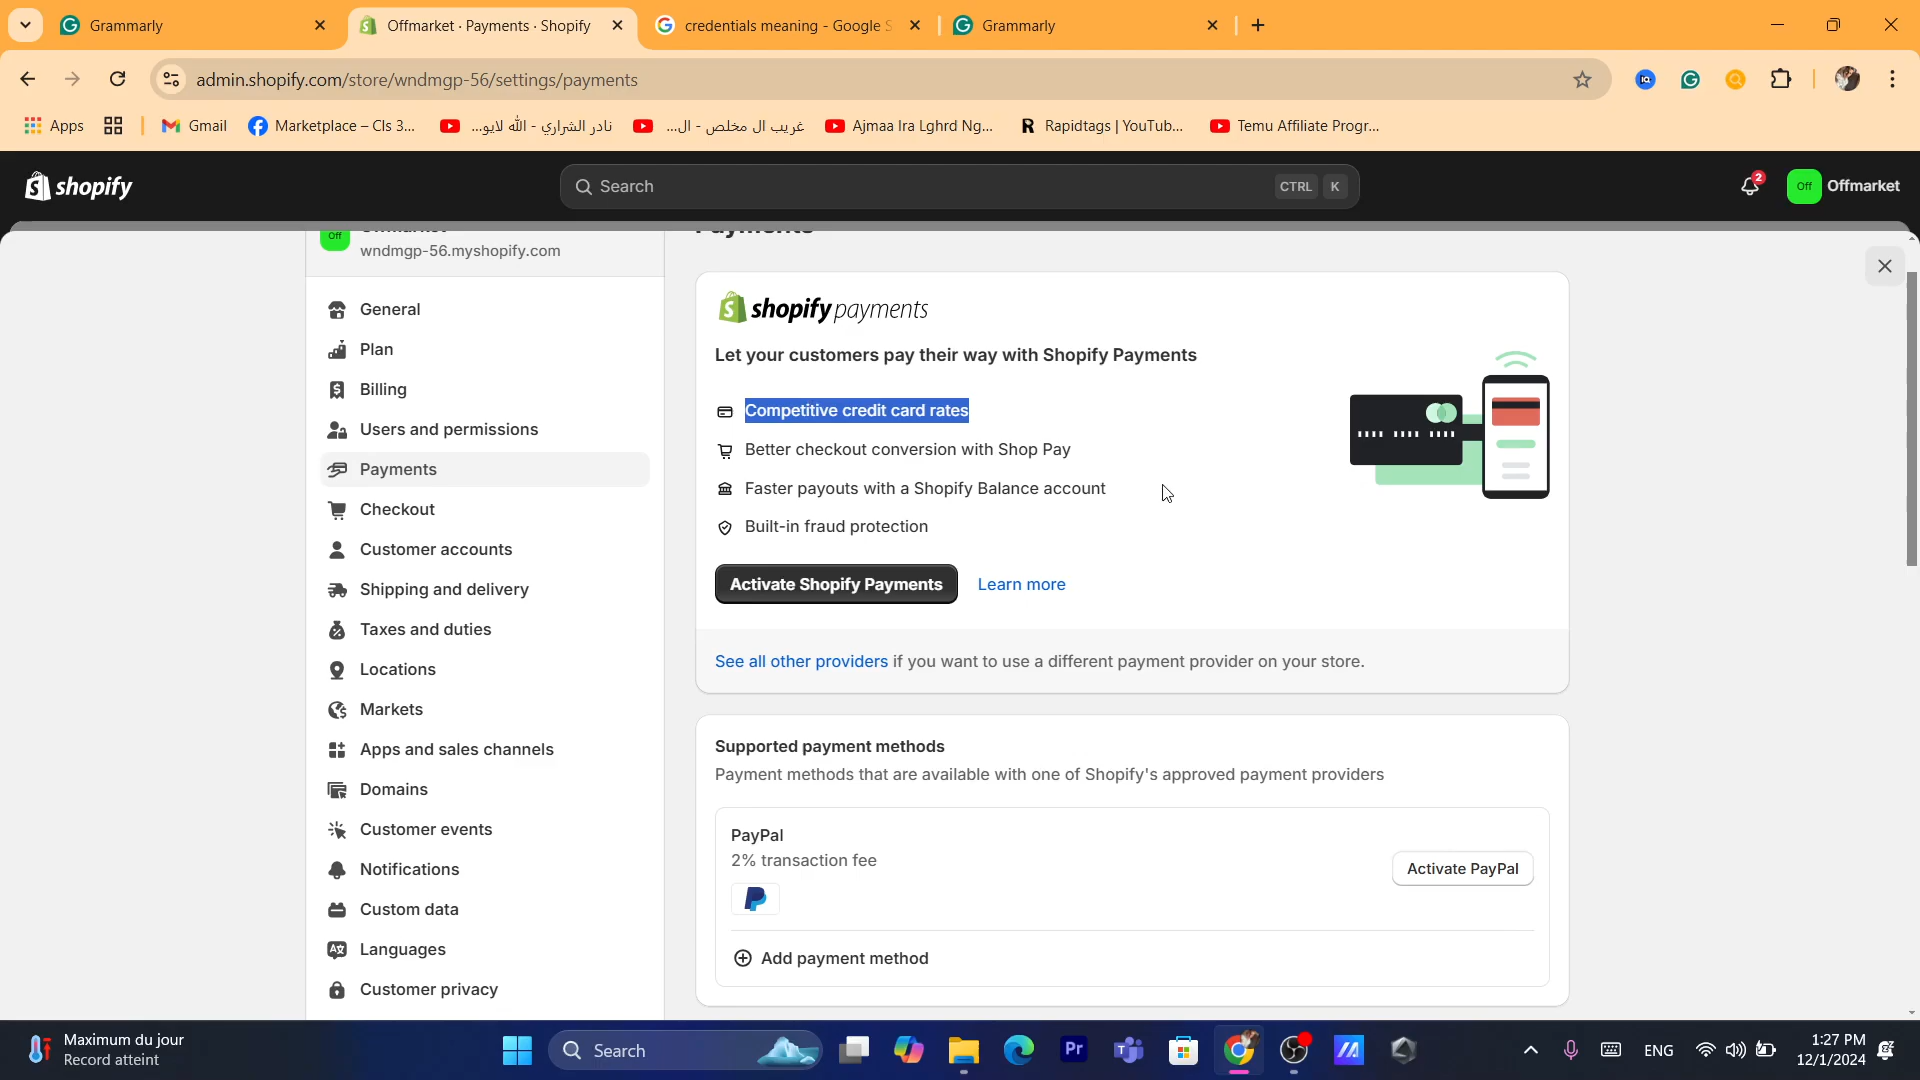 Grammarly
Offmarket · Payments · Shopify
credentials meaning - Google S
Grammarly
admin.shopify.com/store/wndmgp-56/settings/payments
Apps
Gmail
Marketplace – Cls 3...
نادر الشراري - الله لايو...
غريب ال مخلص - ال...
Ajmaa Ira Lghrd Ng...
Rapidtags | YouTub...
Temu Affiliate Progr...
shopify
Search
CTRL K
2
Off
Offmarket
Off
wndmgp-56.myshopify.com
General
Plan
Billing
Users and permissions
Payments
Checkout
Customer accounts
Shipping and delivery
Taxes and duties
Locations
Markets
Apps and sales channels
Domains
Customer events
Notifications
Custom data
Languages
Customer privacy
Payments
shopify payments
Let your customers pay their way with Shopify Payments
Competitive credit card rates
Better checkout conversion with Shop Pay
Faster payouts with a Shopify Balance account
Built-in fraud protection
Activate Shopify Payments
Learn more
See all other providers if you want to use a different payment provider on your store.
Supported payment methods
Payment methods that are available with one of Shopify's approved payment providers
PayPal
2% transaction fee
Activate PayPal
Add payment method
Maximum du jour
Record atteint
Search
ENG
1:27 PM
12/1/2024